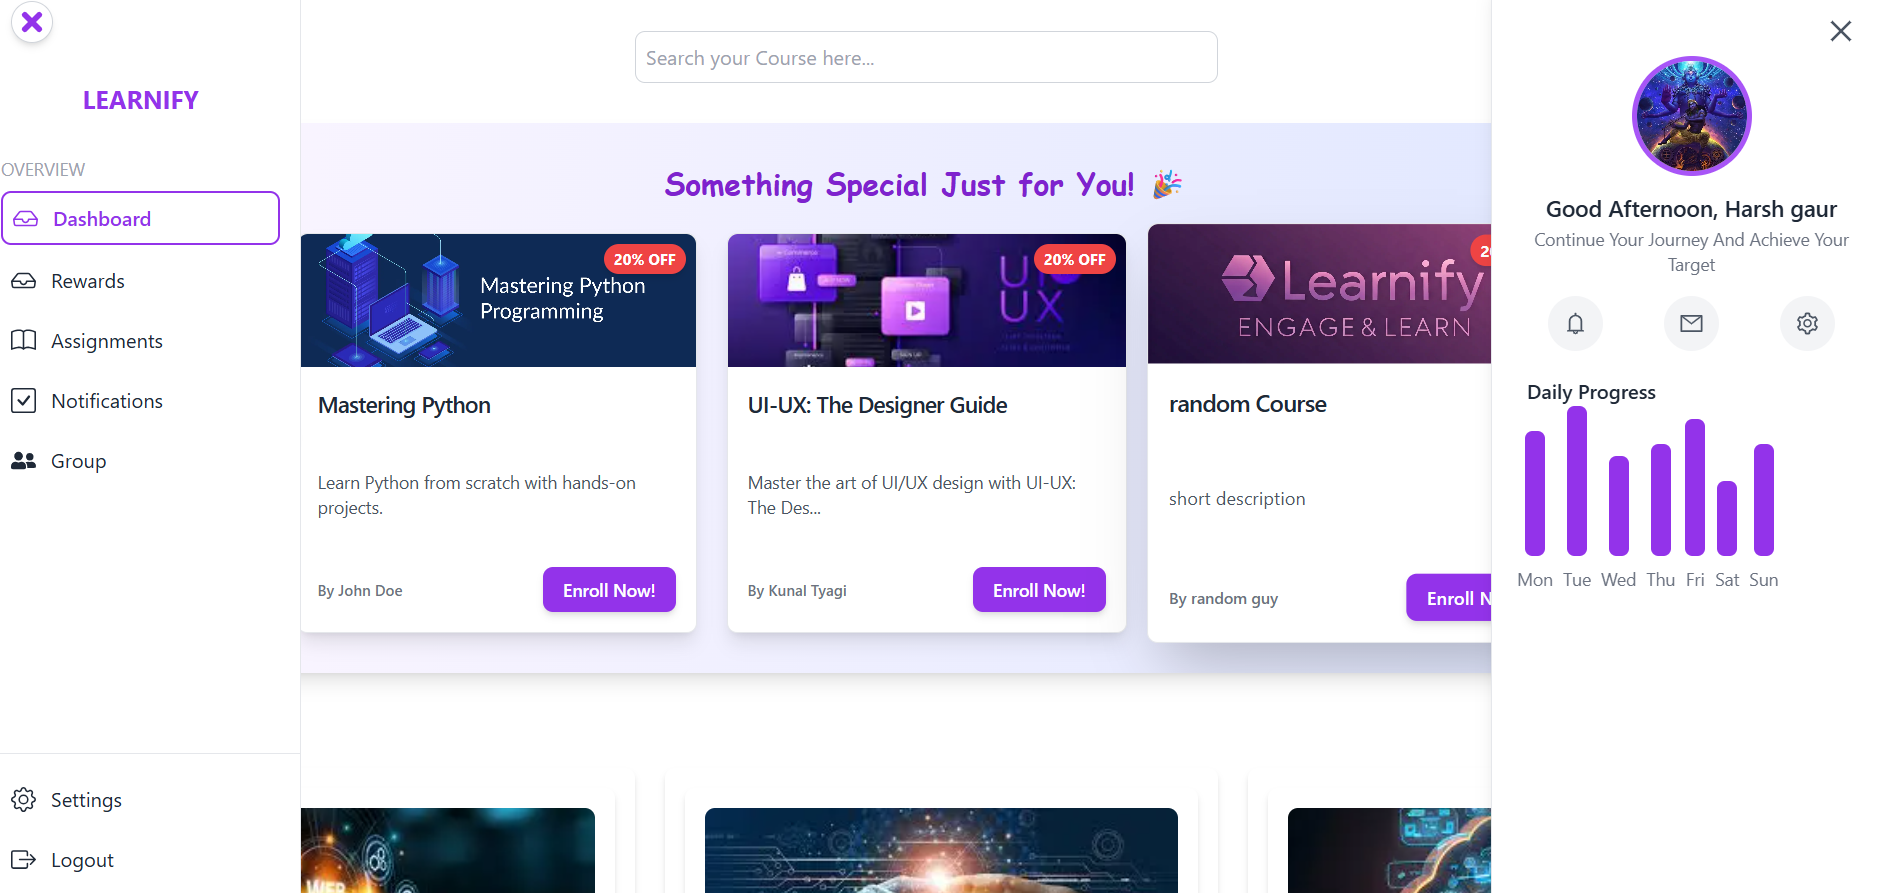 LEARNIFY
OVERVIEW
Dashboard
Rewards
Assignments
Notifications
Group
Settings
Logout
Search your Course here...
Something Special Just for You! 🎉
20% OFF
Mastering Python
Programming
Mastering Python
Learn Python from scratch with hands-on
projects.
By John Doe
Enroll Now!
20% OFF
UI
UX
UI-UX: The Designer Guide
Master the art of UI/UX design with UI-UX:
The Des...
By Kunal Tyagi
Enroll Now!
Learnify
ENGAGE & LEARN
random Course
short description
By random guy
Enroll N
WEB
Good Afternoon, Harsh gaur
Continue Your Journey And Achieve Your
Target
Daily Progress
Mon Tue Wed Thu Fri Sat Sun